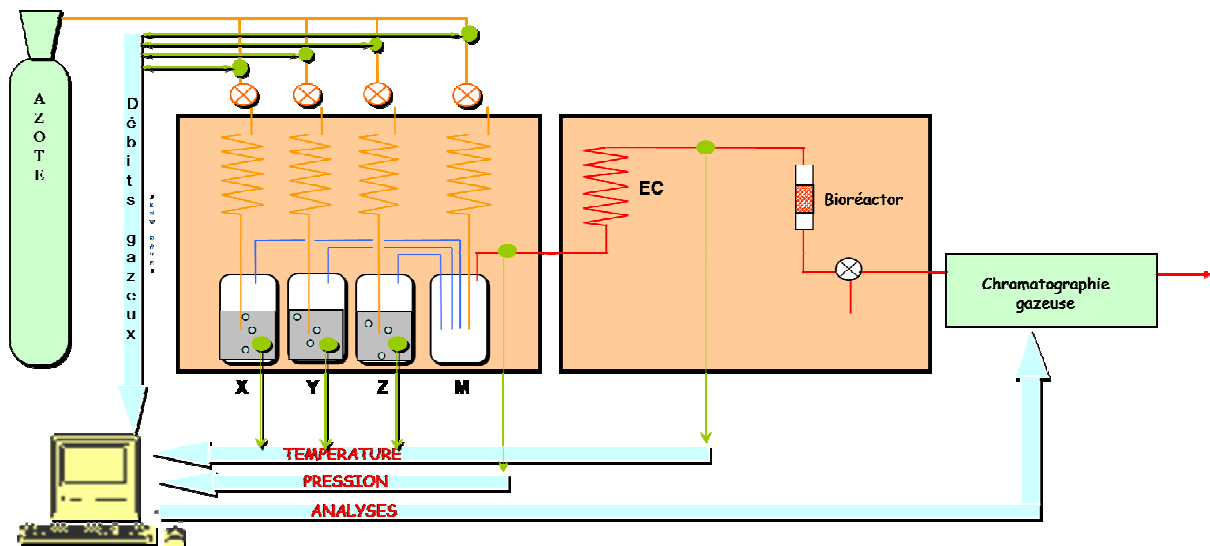 AZOTE
Débits gazeux
EC
Bioréactor
Chromatographie
gazeuse
X Y Z M
TEMPERATURE
PRESSION
ANALYSES